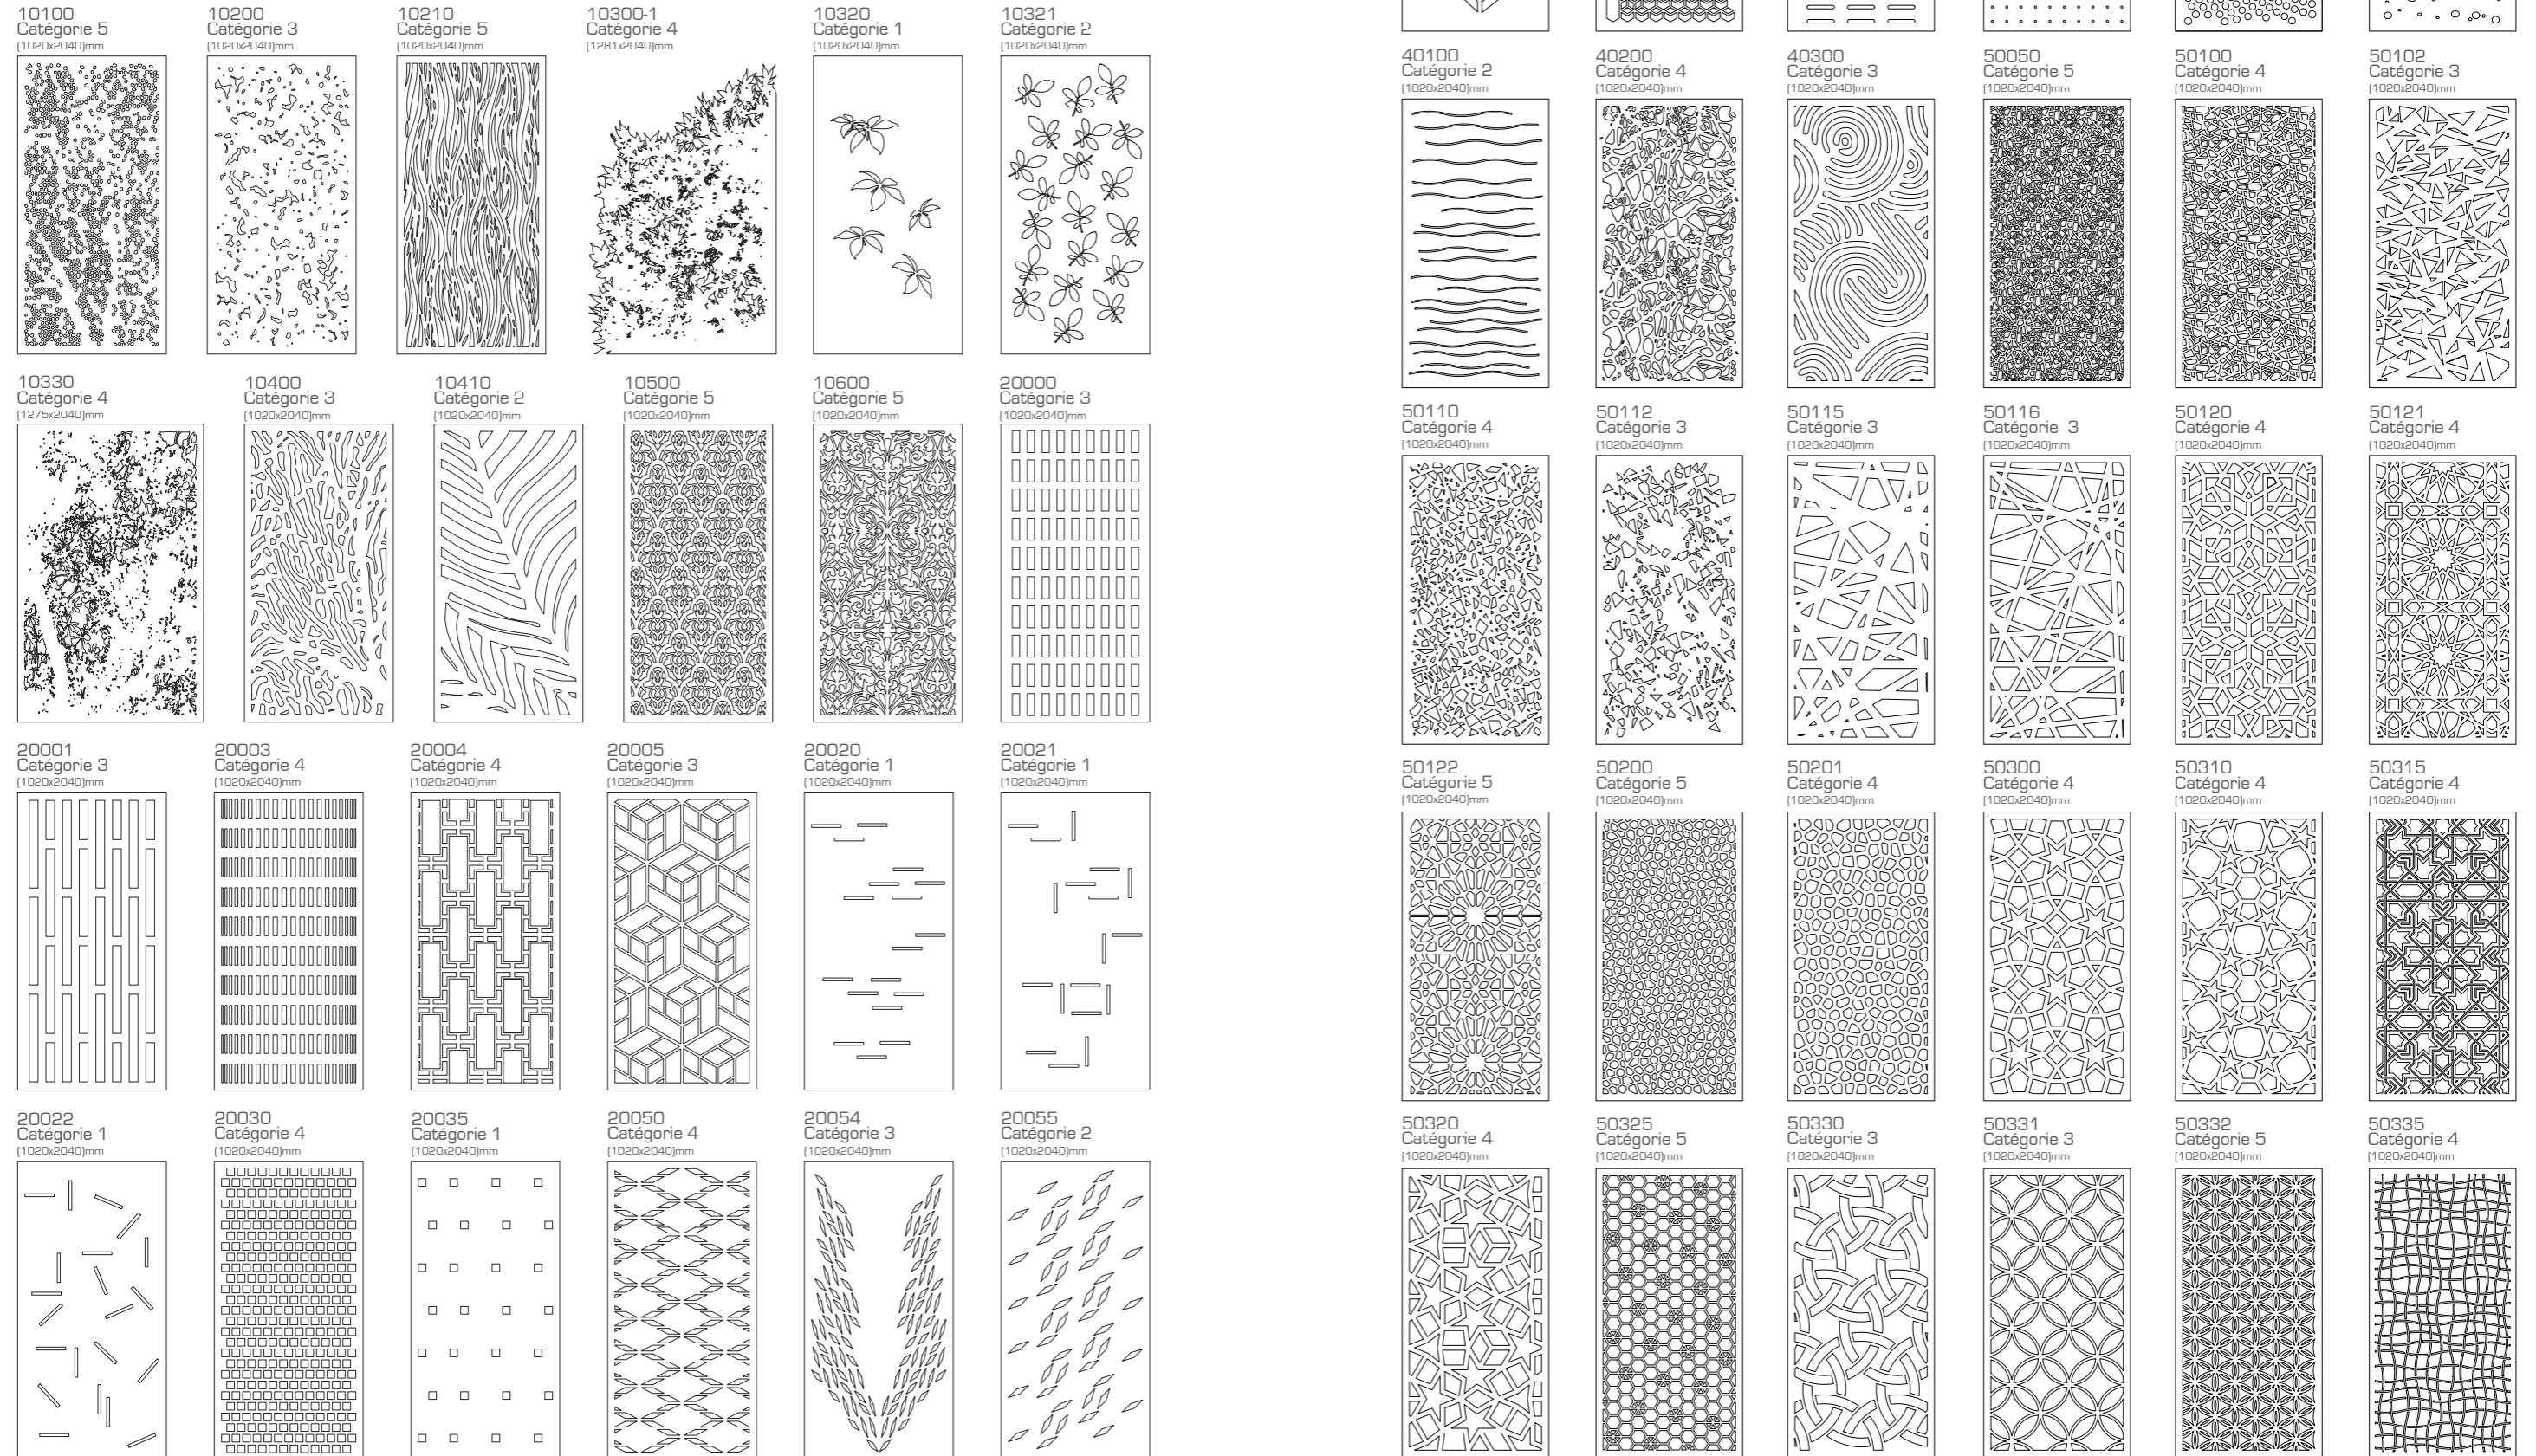 10100
Catégorie 5
(1020x2040)mm
10200
Catégorie 3
(1020x2040)mm
10210
Catégorie 5
(1020x2040)mm
10300-1
Catégorie 4
(1281x2040)mm
10320
Catégorie 1
(1020x2040)mm
10321
Catégorie 2
(1020x2040)mm
10330
Catégorie 4
(1275x2040)mm
10400
Catégorie 3
(1020x2040)mm
10410
Catégorie 2
(1020x2040)mm
10500
Catégorie 5
(1020x2040)mm
10600
Catégorie 5
(1020x2040)mm
20000
Catégorie 3
(1020x2040)mm
20001
Catégorie 3
(1020x2040)mm
20003
Catégorie 4
(1020x2040)mm
20004
Catégorie 4
(1020x2040)mm
20005
Catégorie 3
(1020x2040)mm
20020
Catégorie 1
(1020x2040)mm
20021
Catégorie 1
(1020x2040)mm
20022
Catégorie 1
(1020x2040)mm
20030
Catégorie 4
(1020x2040)mm
20035
Catégorie 1
(1020x2040)mm
20050
Catégorie 4
(1020x2040)mm
20054
Catégorie 3
(1020x2040)mm
20055
Catégorie 2
(1020x2040)mm
40100
Catégorie 2
(1020x2040)mm
40200
Catégorie 4
(1020x2040)mm
40300
Catégorie 3
(1020x2040)mm
50050
Catégorie 5
(1020x2040)mm
50100
Catégorie 4
(1020x2040)mm
50102
Catégorie 3
(1020x2040)mm
50110
Catégorie 4
(1020x2040)mm
50112
Catégorie 3
(1020x2040)mm
50115
Catégorie 3
(1020x2040)mm
50116
Catégorie 3
(1020x2040)mm
50120
Catégorie 4
(1020x2040)mm
50121
Catégorie 4
(1020x2040)mm
50122
Catégorie 5
(1020x2040)mm
50200
Catégorie 5
(1020x2040)mm
50201
Catégorie 4
(1020x2040)mm
50300
Catégorie 4
(1020x2040)mm
50310
Catégorie 4
(1020x2040)mm
50315
Catégorie 4
(1020x2040)mm
50320
Catégorie 4
(1020x2040)mm
50325
Catégorie 5
(1020x2040)mm
50330
Catégorie 3
(1020x2040)mm
50331
Catégorie 3
(1020x2040)mm
50332
Catégorie 5
(1020x2040)mm
50335
Catégorie 4
(1020x2040)mm